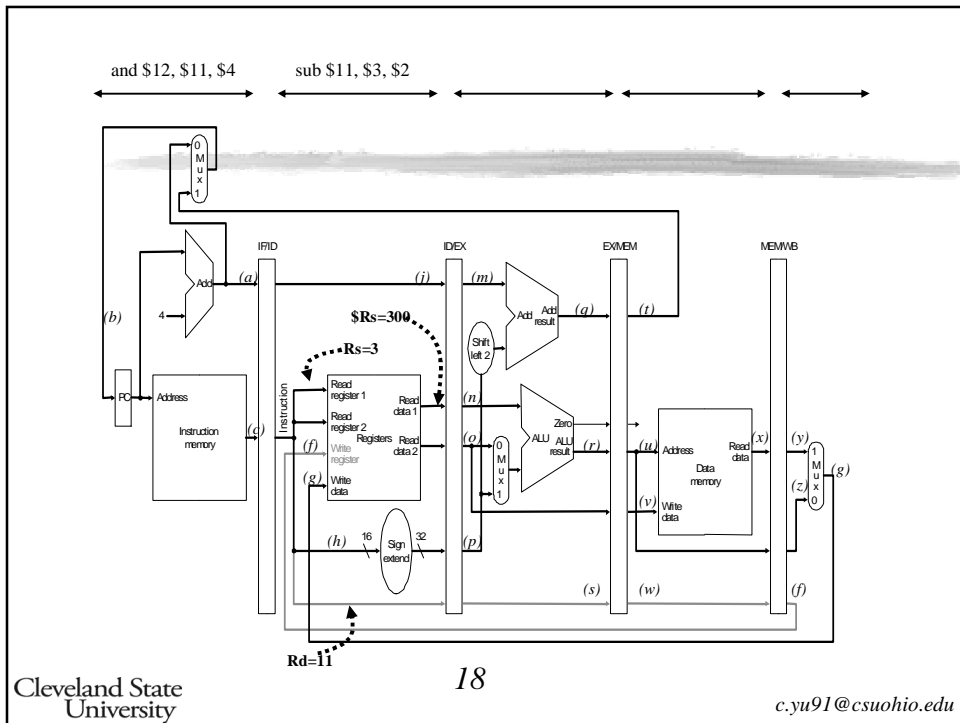 and $12, $11, $4
sub $11, $3, $2
0
M
u
x
1
IF/ID
ID/EX
EX/MEM
MEM/WB
Add
(a)
(j)
(m)
(b)
4
$Rs=300
Rs=3
Add Add
result
(q)
(t)
Shift
left 2
PC
Address
Instruction
memory
(c)
Instruction
Read
register 1
Read
register 2
(f)
Write
register
(g)
Write
data
Registers
Read
data 1
Read
data 2
(n)
(o)
0
M
u
x
1
Zero
ALU ALU
result
(r)
(u)
Address
Read
data
Data
memory
(v)
Write
data
(x)
(y)
1
M
u
x
0
(z)
(g)
(h)
16
Sign
extend
32
(p)
(s)
(w)
(f)
Rd=11
Cleveland State
University
18
c.yu91@csuohio.edu